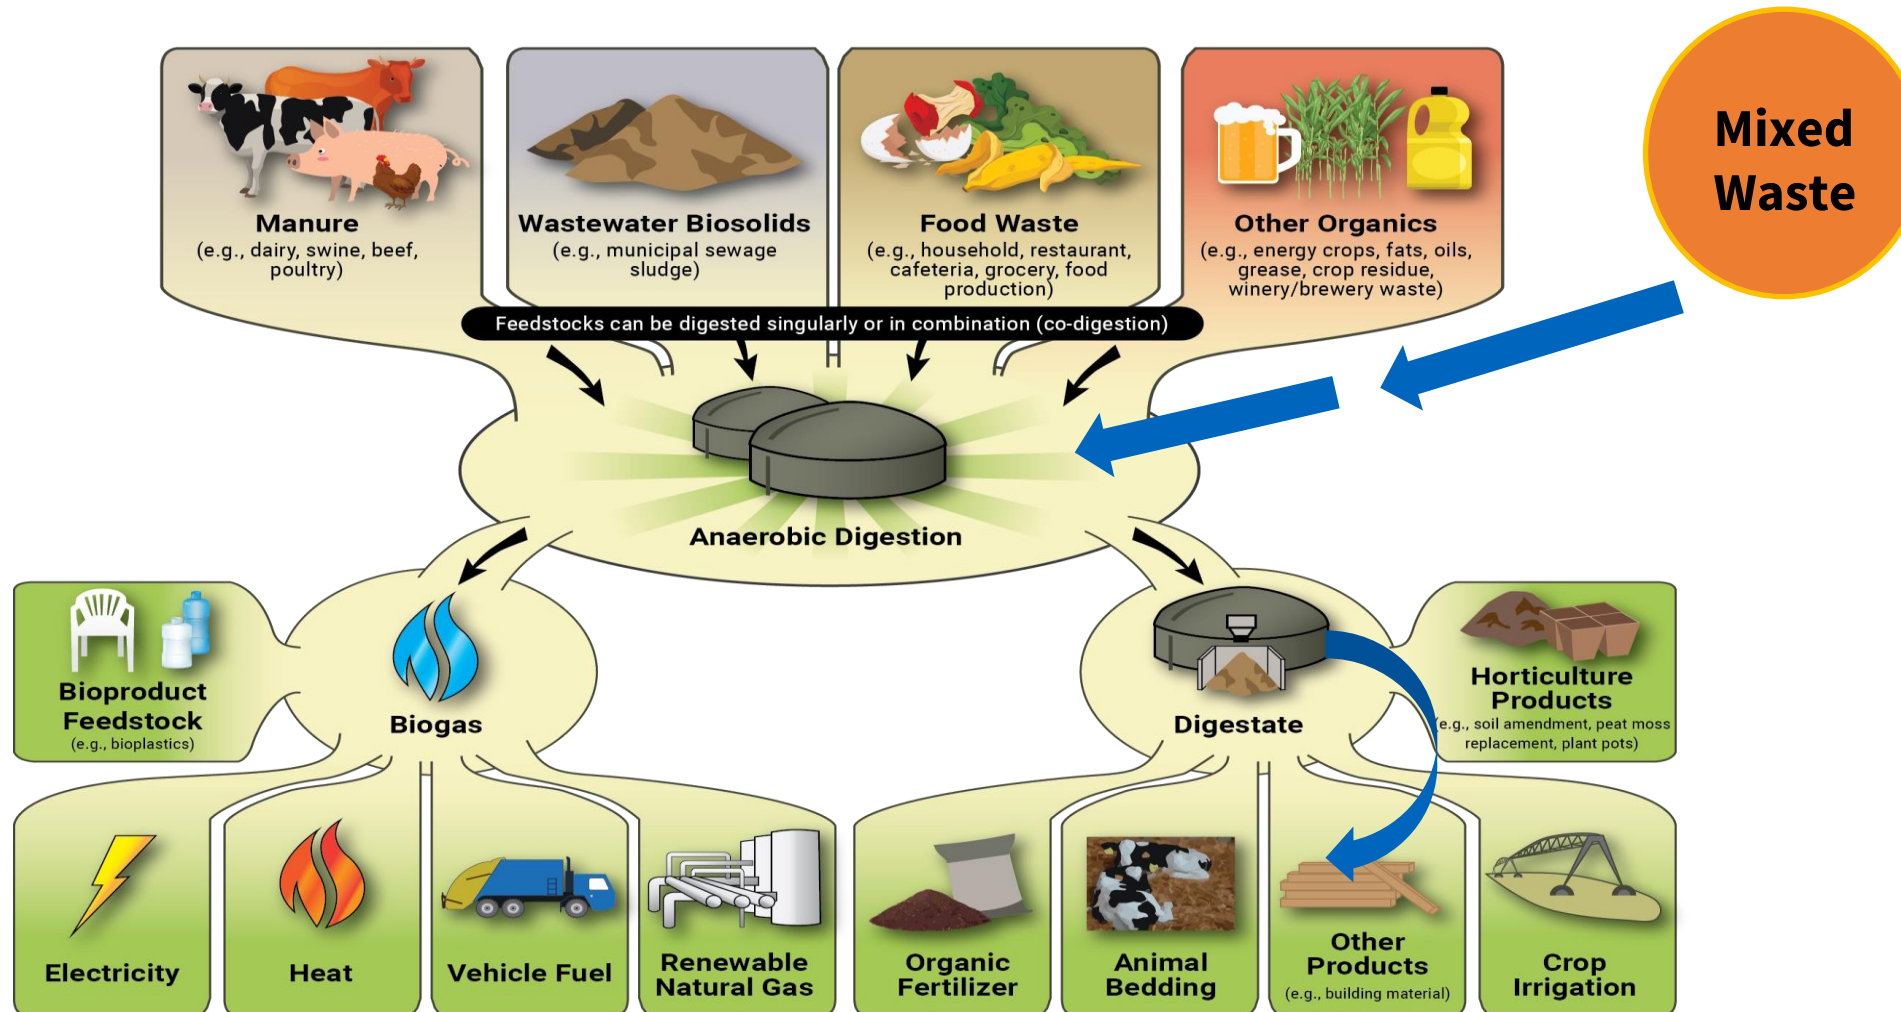 Mixed
Waste
Manure
(e.g., dairy, swine, beef,
poultry)
Wastewater Biosolids
(e.g., municipal sewage
sludge)
Food Waste
(e.g., household, restaurant,
cafeteria, grocery, food
production)
Other Organics
(e.g., energy crops, fats, oils,
grease, crop residue,
winery/brewery waste)
Feedstocks can be digested singularly or in combination (co-digestion)
Anaerobic Digestion
Bioproduct
Feedstock
(e.g., bioplastics)
Biogas
Digestate
Horticulture
Products
(e.g., soil amendment, peat moss
replacement, plant pots)
Electricity
Heat
Vehicle Fuel
Renewable
Natural Gas
Organic
Fertilizer
Animal
Bedding
Other
Products
(e.g., building material)
Crop
Irrigation